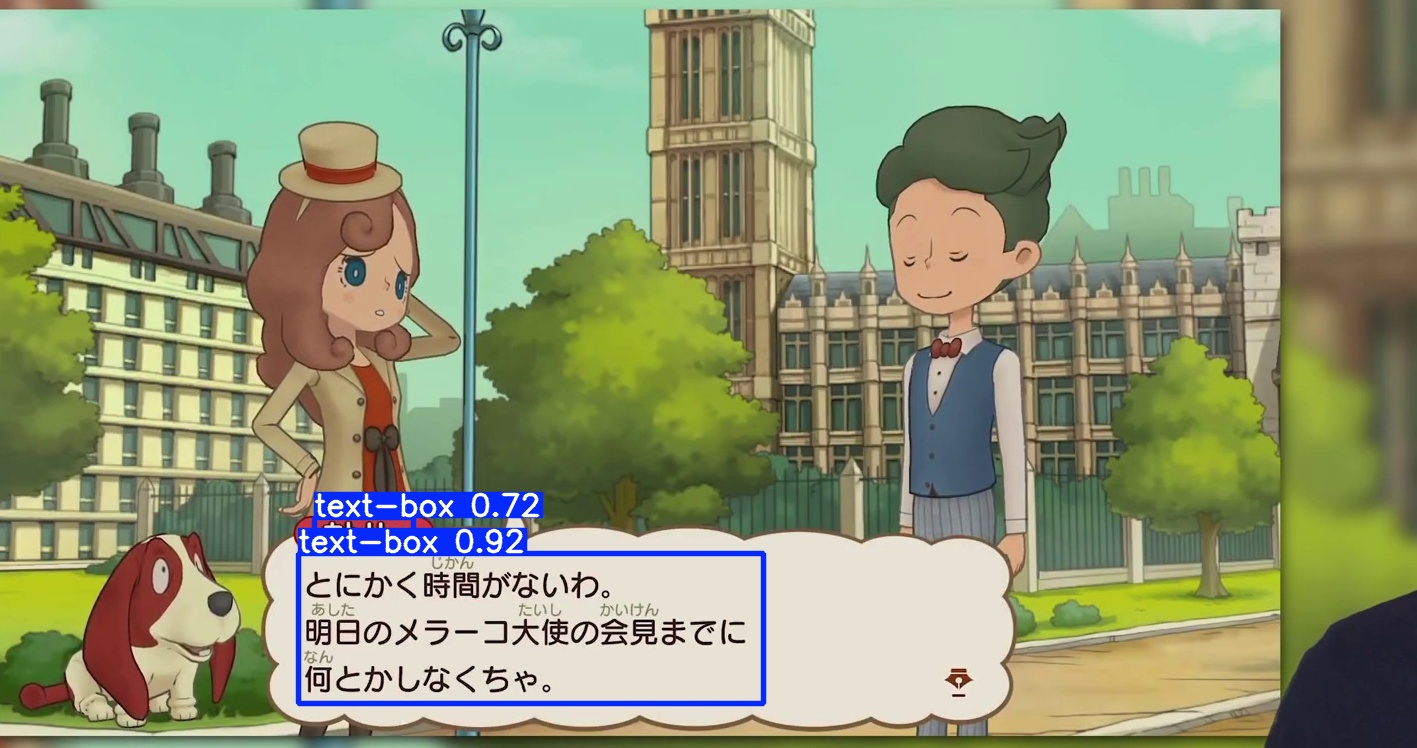 text-box 0.72
text-box 0.92
とにかく時間がないわ。
明日のメラーコ大使の会見までに
何とかしなくちゃ。